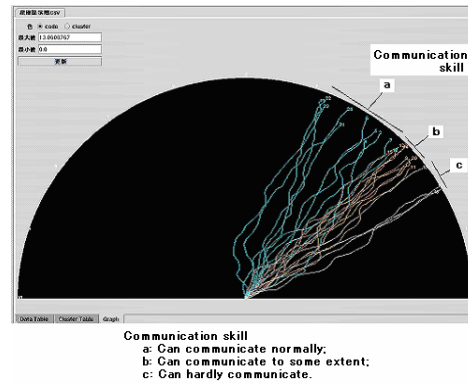 色 code cluster
最大値 13.0606767
最小値 0.0
更新
Communication
skill
a
b
c
Data Table Cluster Table Graph
Communication skill
a: Can communicate normally;
b: Can communicate to some extent;
c: Can hardly communicate.